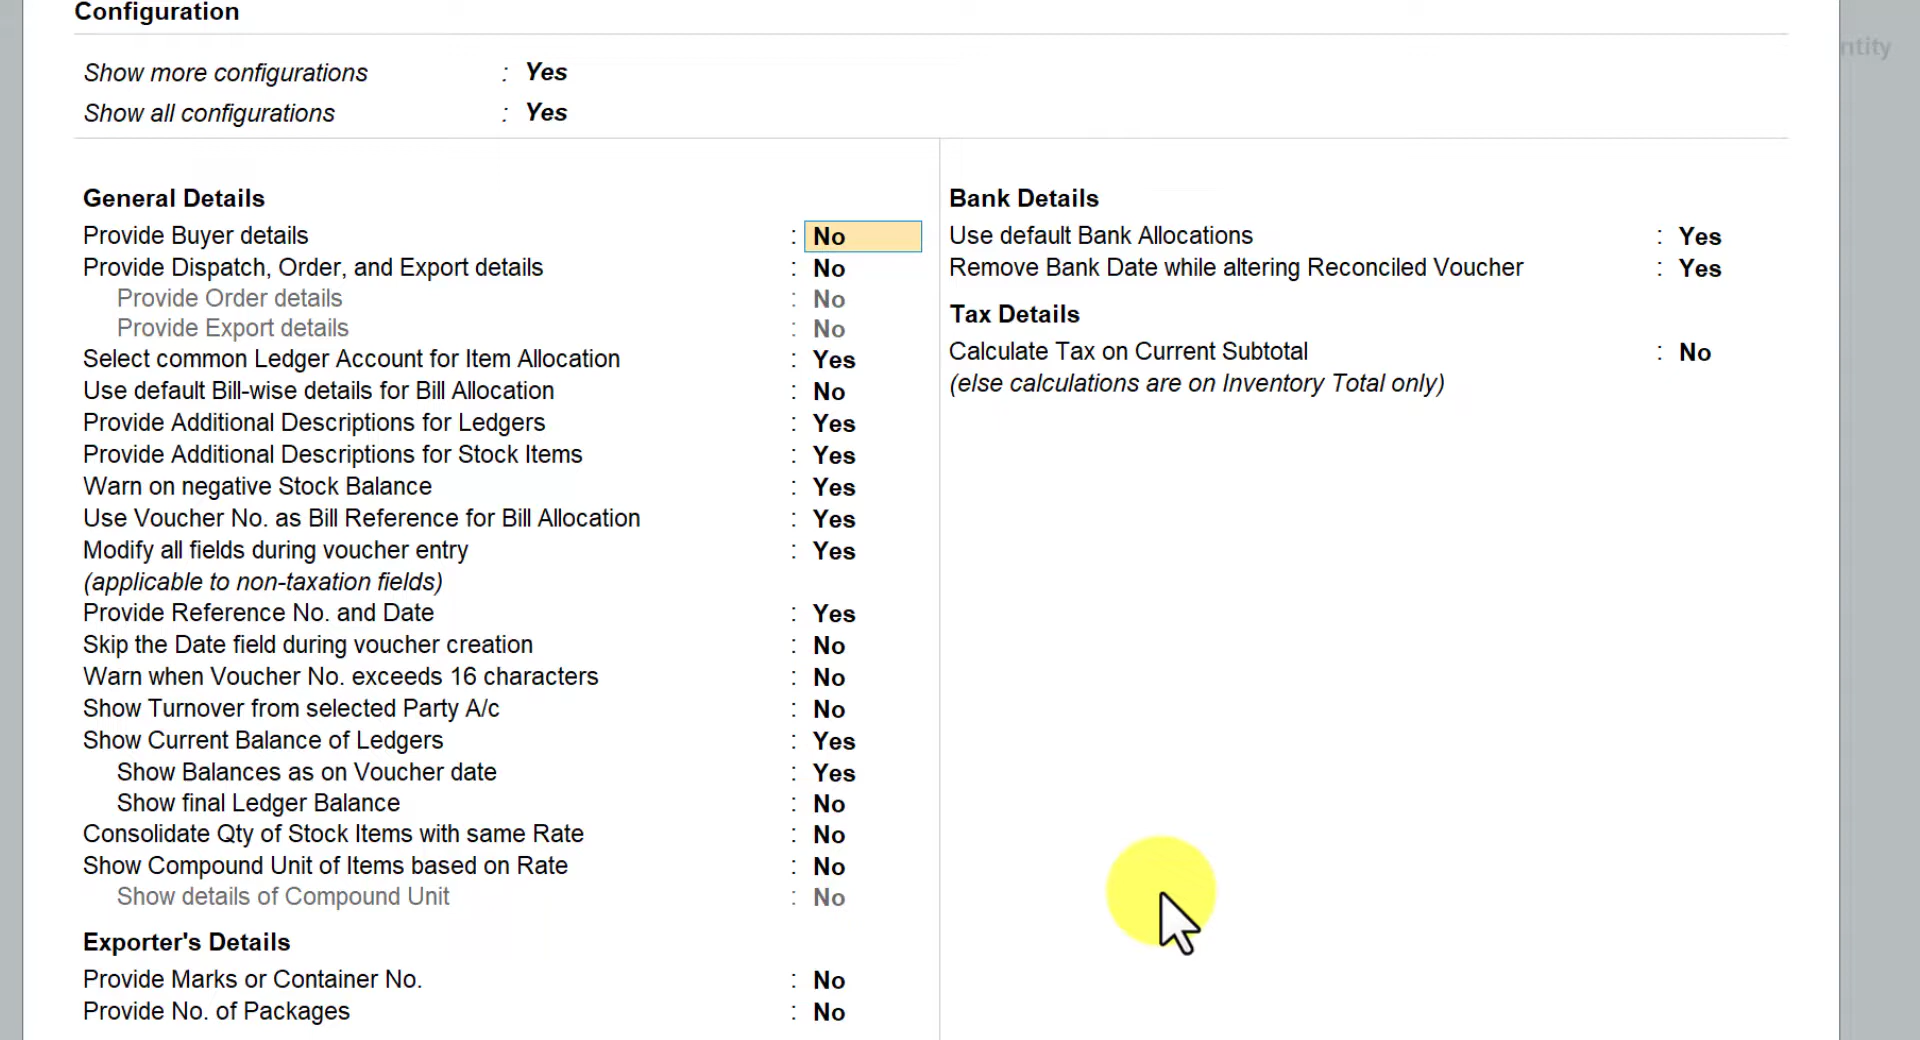 Configuration
ntity
Show more configurations : Yes
Show all configurations : Yes
General Details
Provide Buyer details : No
Provide Dispatch, Order, and Export details : No
Provide Order details : No
Provide Export details : No
Select common Ledger Account for Item Allocation : Yes
Use default Bill-wise details for Bill Allocation : No
Provide Additional Descriptions for Ledgers : Yes
Provide Additional Descriptions for Stock Items : Yes
Warn on negative Stock Balance : Yes
Use Voucher No. as Bill Reference for Bill Allocation : Yes
Modify all fields during voucher entry : Yes
(applicable to non-taxation fields)
Provide Reference No. and Date : Yes
Skip the Date field during voucher creation : No
Warn when Voucher No. exceeds 16 characters : No
Show Turnover from selected Party A/c : No
Show Current Balance of Ledgers : Yes
Show Balances as on Voucher date : Yes
Show final Ledger Balance : No
Consolidate Qty of Stock Items with same Rate : No
Show Compound Unit of Items based on Rate : No
Show details of Compound Unit : No
Exporter's Details
Provide Marks or Container No. : No
Provide No. of Packages : No
Bank Details
Use default Bank Allocations : Yes
Remove Bank Date while altering Reconciled Voucher : Yes
Tax Details
Calculate Tax on Current Subtotal : No
(else calculations are on Inventory Total only)